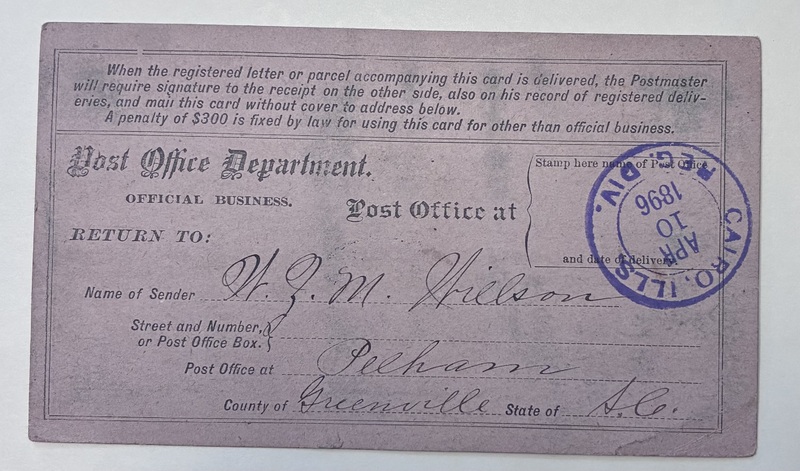 When the registered letter or parcel accompanying this card is delivered, the Postmaster
will require signature to the receipt on the other side, also on his record of registered deliv-
eries, and mail this card without cover to address below.
A penalty of $300 is fixed by law for using this card for other than official business.
Post Office Department.
OFFICIAL BUSINESS.
Post Office at
Stamp here name of Post Office
and date of delivery
CAIRO, ILLS.
REG. DIV.
APR
10
1896
RETURN TO:
Name of Sender W. Z. M. Willson
Street and Number,
or Post Office Box.
Post Office at Pelham
County of Greenville State of S.C.